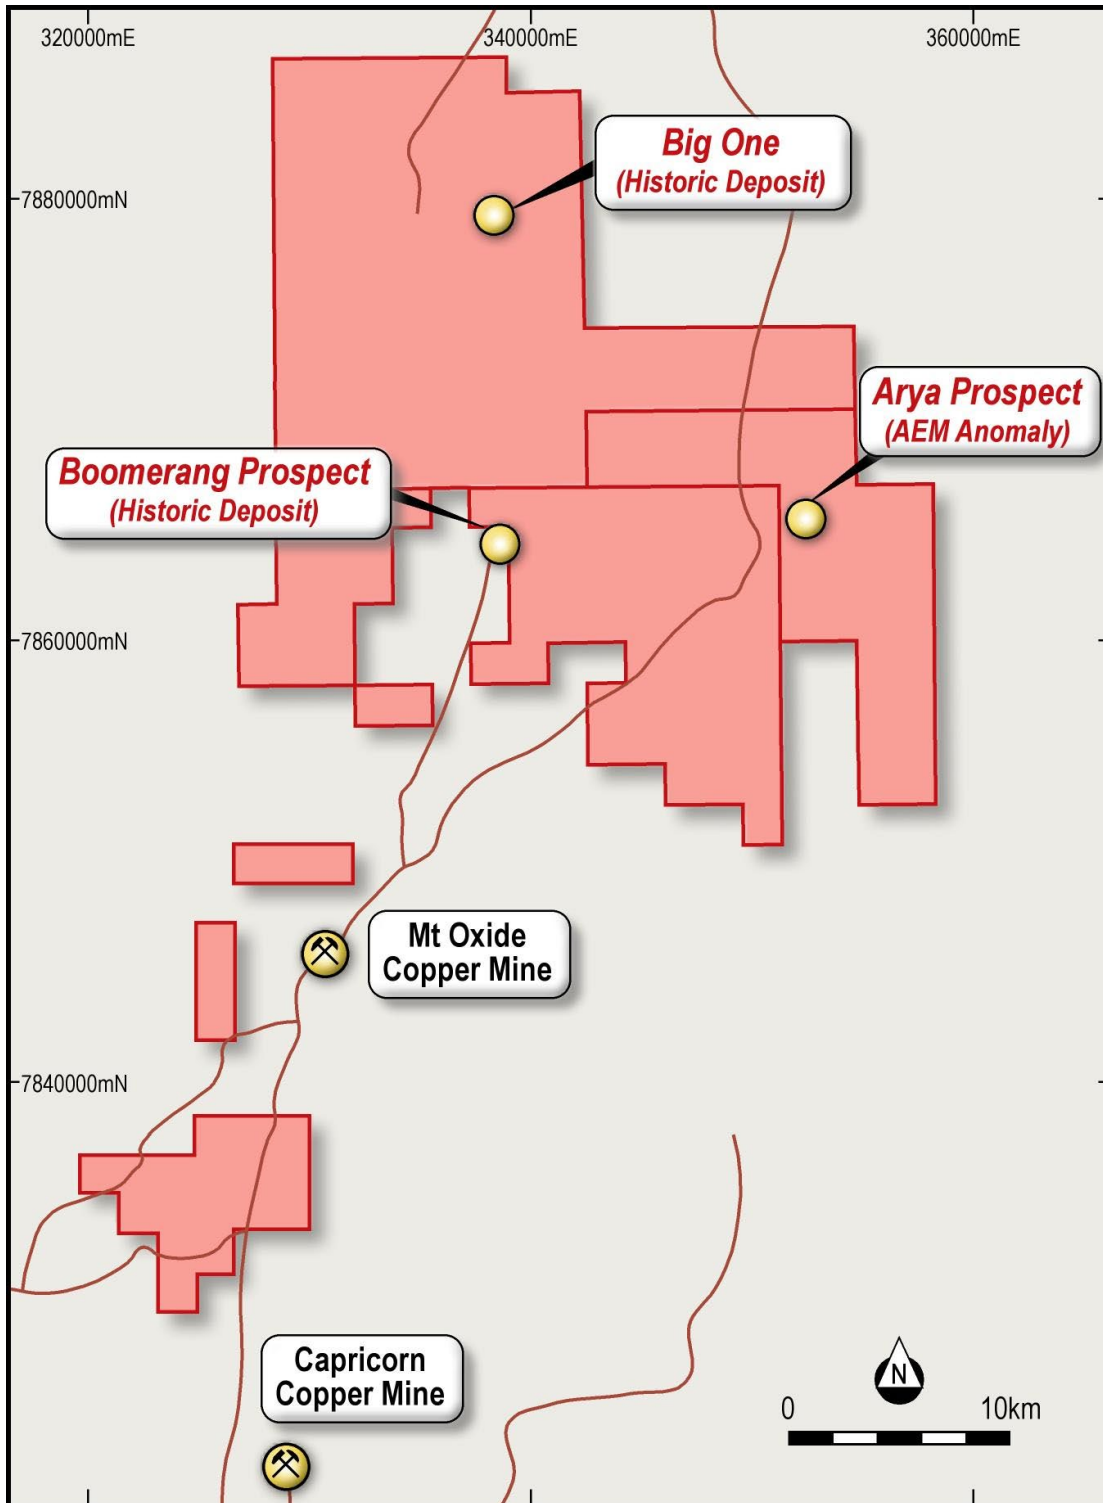 320000mE
340000mE
360000mE
Big One
(Historic Deposit)
7880000mN
Arya Prospect
(AEM Anomaly)
Boomerang Prospect
(Historic Deposit)
7860000mN
Mt Oxide
Copper Mine
7840000mN
Capricorn
Copper Mine
N
0
10km